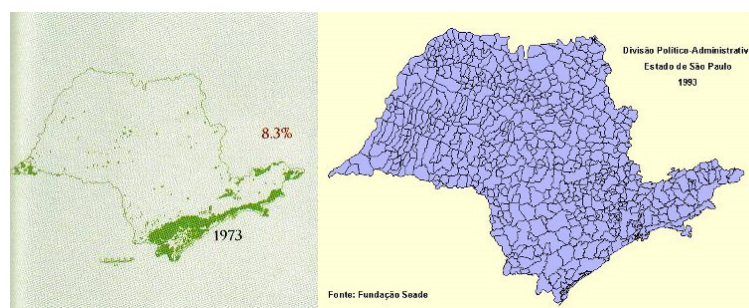 8.3%
1973
Divisão Político-Administrativ
Estado de São Paulo
1993
Fonte: Fundação Seade